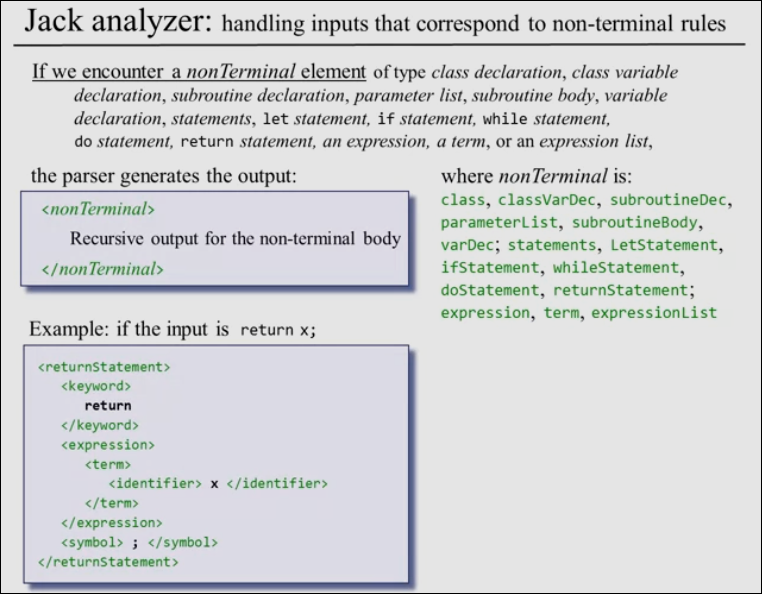 Jack analyzer: handling inputs that correspond to non-terminal rules
If we encounter a nonTerminal element of type class declaration, class variable
declaration, subroutine declaration, parameter list, subroutine body, variable
declaration, statements, let statement, if statement, while statement,
do statement, return statement, an expression, a term, or an expression list,
the parser generates the output:
<nonTerminal>
Recursive output for the non-terminal body
</nonTerminal>
where nonTerminal is:
class, classVarDec, subroutineDec,
parameterList, subroutineBody,
varDec; statements, LetStatement,
ifStatement, whileStatement,
doStatement, returnStatement;
expression, term, expressionList
Example: if the input is return x;
<returnStatement>
<keyword>
return
</keyword>
<expression>
<term>
<identifier> x </identifier>
</term>
</expression>
<symbol> ; </symbol>
</returnStatement>